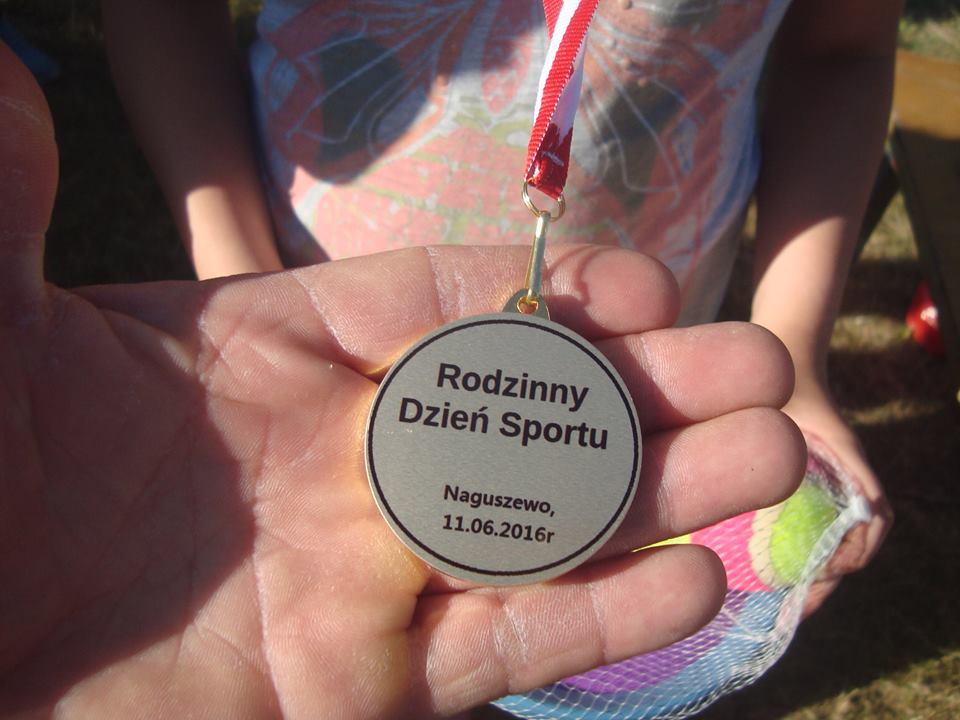 Rodzinny
Dzień Sportu
Naguszewo,
11.06.2016r